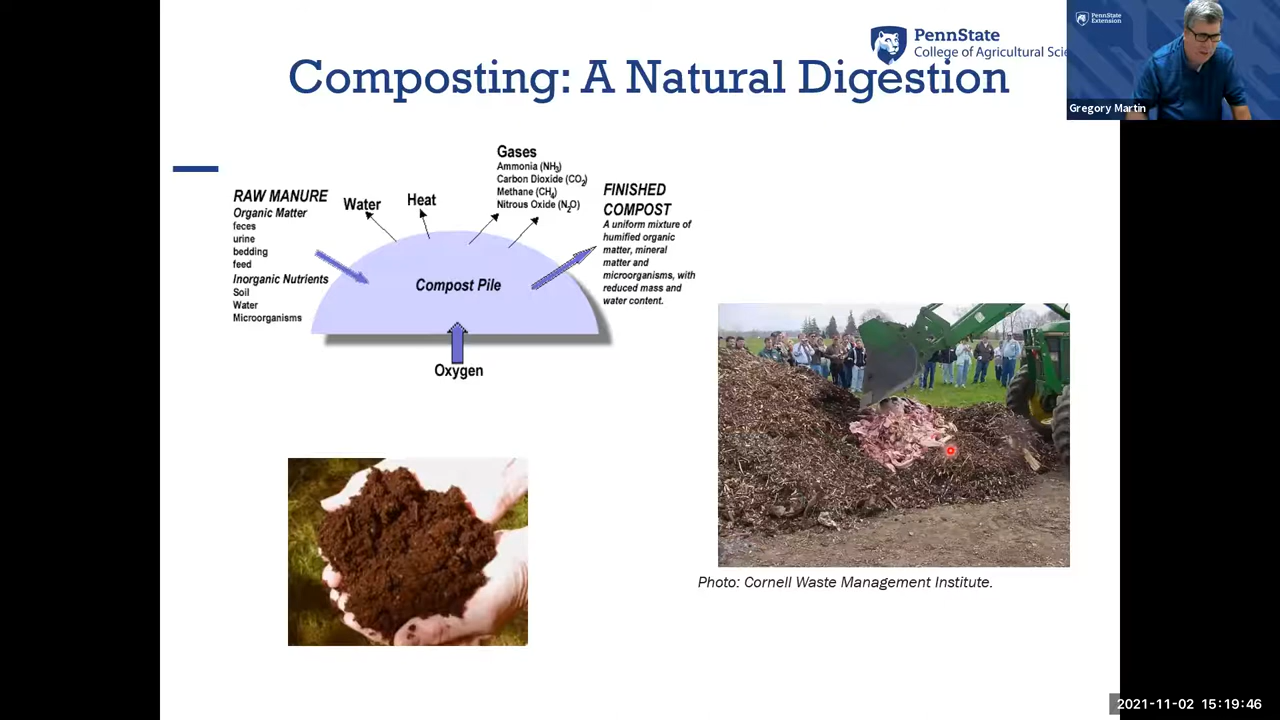 PennState
College of Agricultural Scie
PennState
Extension
Composting: A Natural Digestion
Gregory Martin
Gases
Ammonia (NH3)
Carbon Dioxide (CO2)
Methane (CH4)
Nitrous Oxide (N2O)
RAW MANURE
Organic Matter
feces
urine
bedding
feed
Inorganic Nutrients
Soil
Water
Microorganisms
Water
Heat
FINISHED
COMPOST
A uniform mixture of
humified organic
matter, mineral
matter and
microorganisms, with
reduced mass and
water content.
Compost Pile
Oxygen
Photo: Cornell Waste Management Institute.
2021-11-02 15:19:46